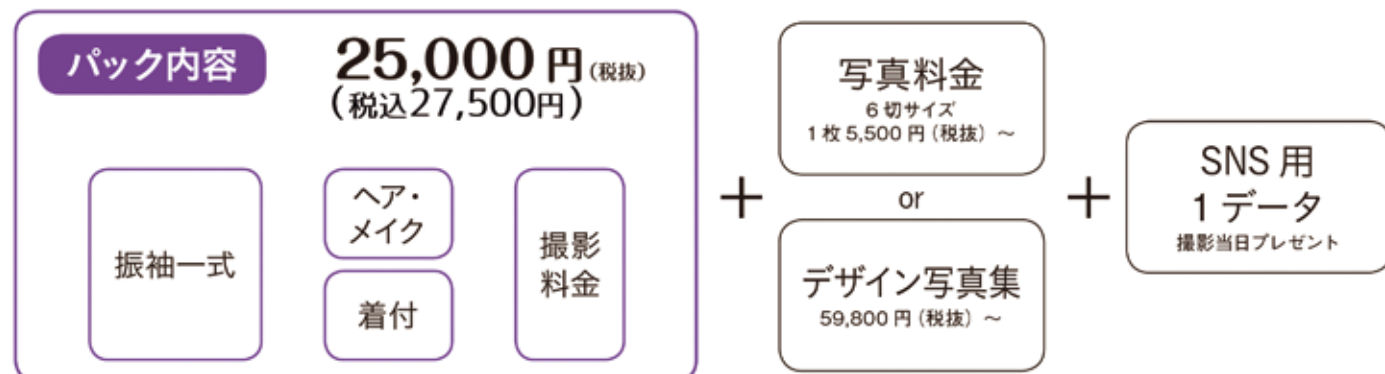 パック内容
25,000円(税抜)
(税込27,500円)
振袖一式
ヘア・
メイク
着付
撮影
料金
+
写真料金
6切サイズ
1枚5,500円(税抜)～
or
デザイン写真集
59,800円(税抜)～
+
SNS用
1データ
撮影当日プレゼント